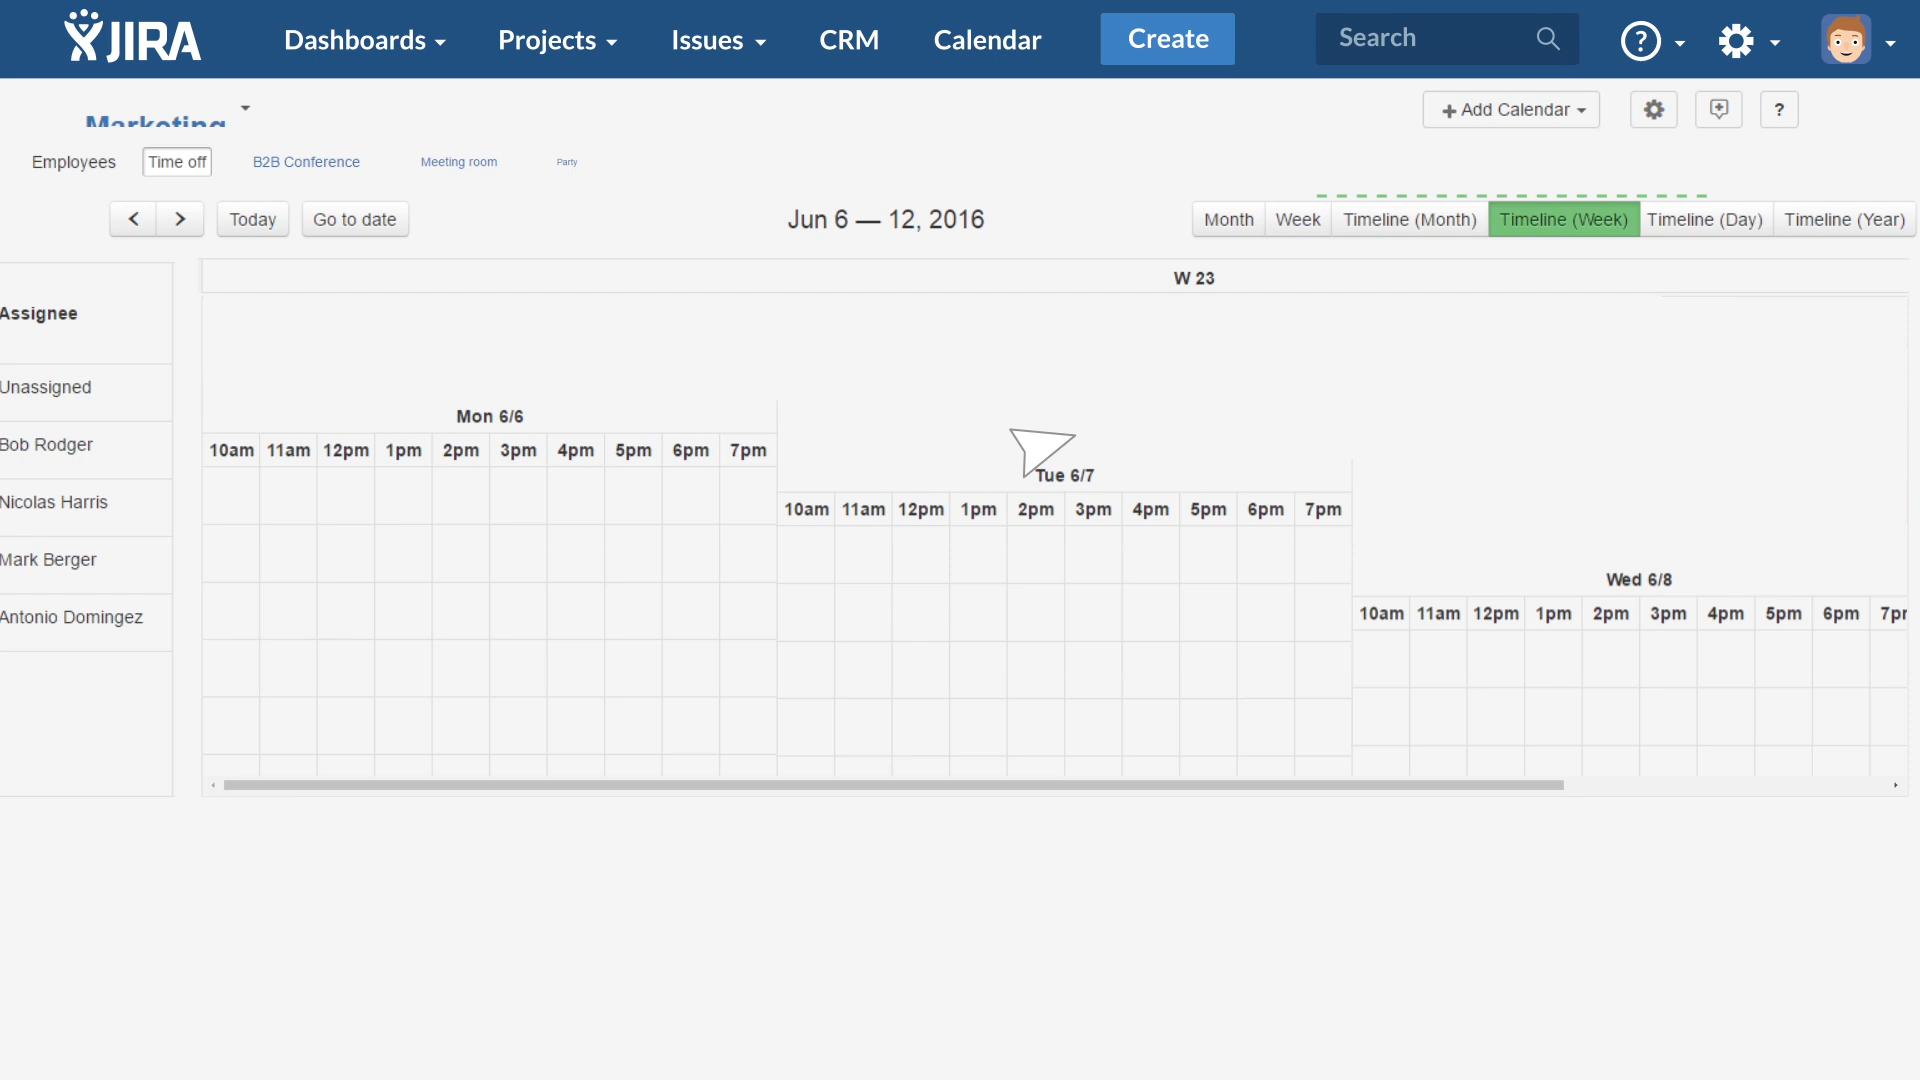 JIRA Dashboards Projects Issues CRM Calendar Create Search ?
Marketing
+ Add Calendar ?
Employees Time off B2B Conference Meeting room Party
< > Today Go to date Jun 6 — 12, 2016 Month Week Timeline (Month) Timeline (Week) Timeline (Day) Timeline (Year)
W 23
Assignee
Unassigned
Bob Rodger
Nicolas Harris
Mark Berger
Antonio Domingez
Mon 6/6
10am 11am 12pm 1pm 2pm 3pm 4pm 5pm 6pm 7pm
Tue 6/7
10am 11am 12pm 1pm 2pm 3pm 4pm 5pm 6pm 7pm
Wed 6/8
10am 11am 12pm 1pm 2pm 3pm 4pm 5pm 6pm 7pm